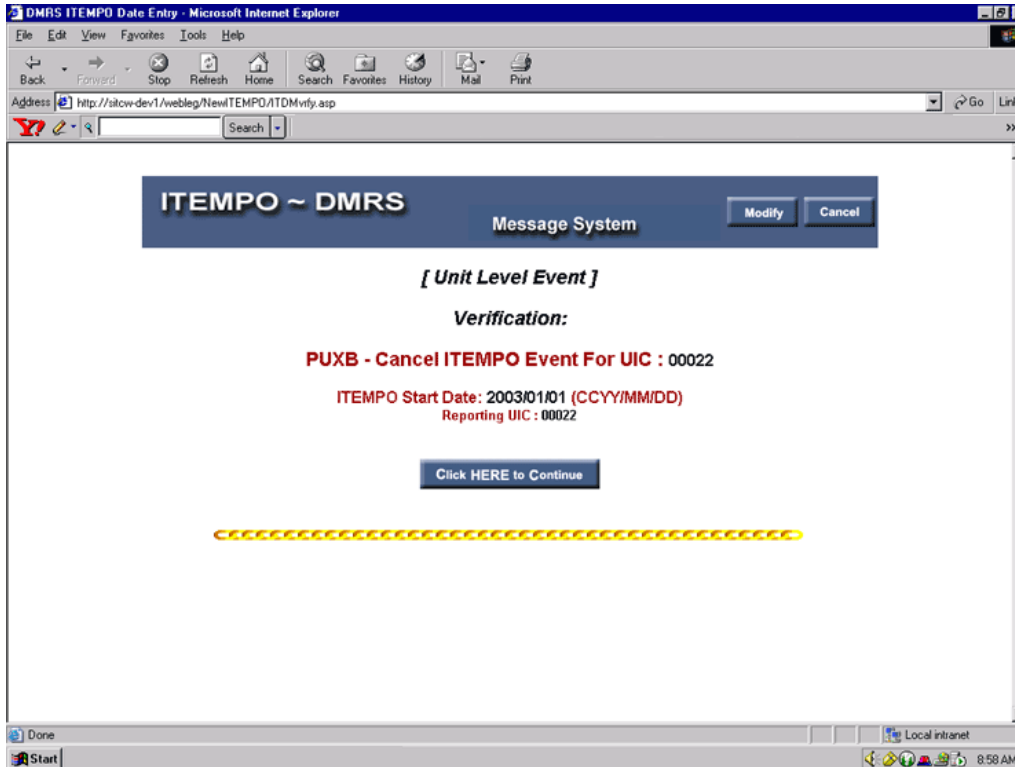 DMRS ITEMPO Date Entry - Microsoft Internet Explorer
File Edit View Favorites Tools Help
Back Forward Stop Refresh Home Search Favorites History Mail Print
Address http://sitcw-dev1/webleg/NewITEMPO/ITDMvrfy.asp Go Lin
Y! Search »
ITEMPO ~ DMRS
Message System
Modify Cancel
[ Unit Level Event ]
Verification:
PUXB - Cancel ITEMPO Event For UIC : 00022
ITEMPO Start Date: 2003/01/01 (CCYY/MM/DD)
Reporting UIC : 00022
Click HERE to Continue
Done Local intranet
Start 8:58 AM